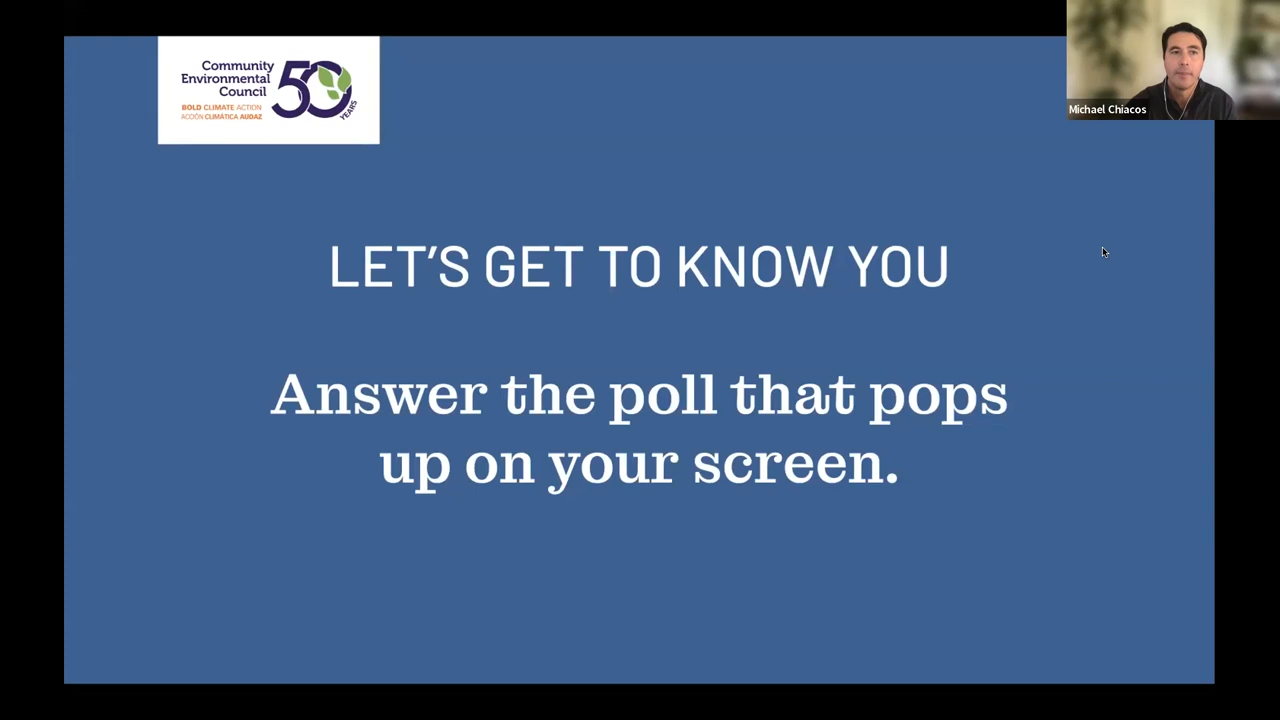 Community
Environmental
Council
50
YEARS
BOLD CLIMATE ACTION
ACCIÓN CLIMÁTICA AUDAZ
Michael Chiacos
LET'S GET TO KNOW YOU
Answer the poll that pops
up on your screen.